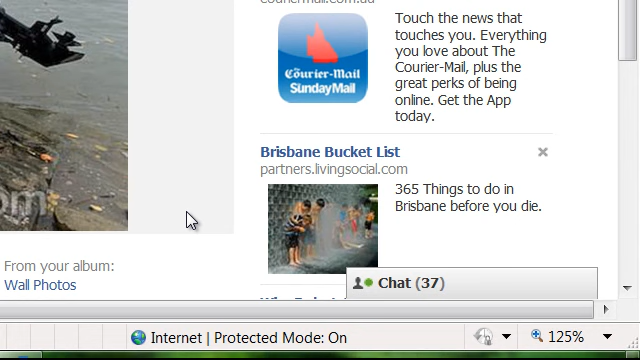 couriermail.com.au
Touch the news that
touches you. Everything
you love about The
Courier-Mail, plus the
great perks of being
online. Get the App
today.
Courier-Mail
SundayMail
Brisbane Bucket List
partners.livingsocial.com
365 Things to do in
Brisbane before you die.
om
From your album:
Wall Photos
Chat (37)
Internet | Protected Mode: On
125%